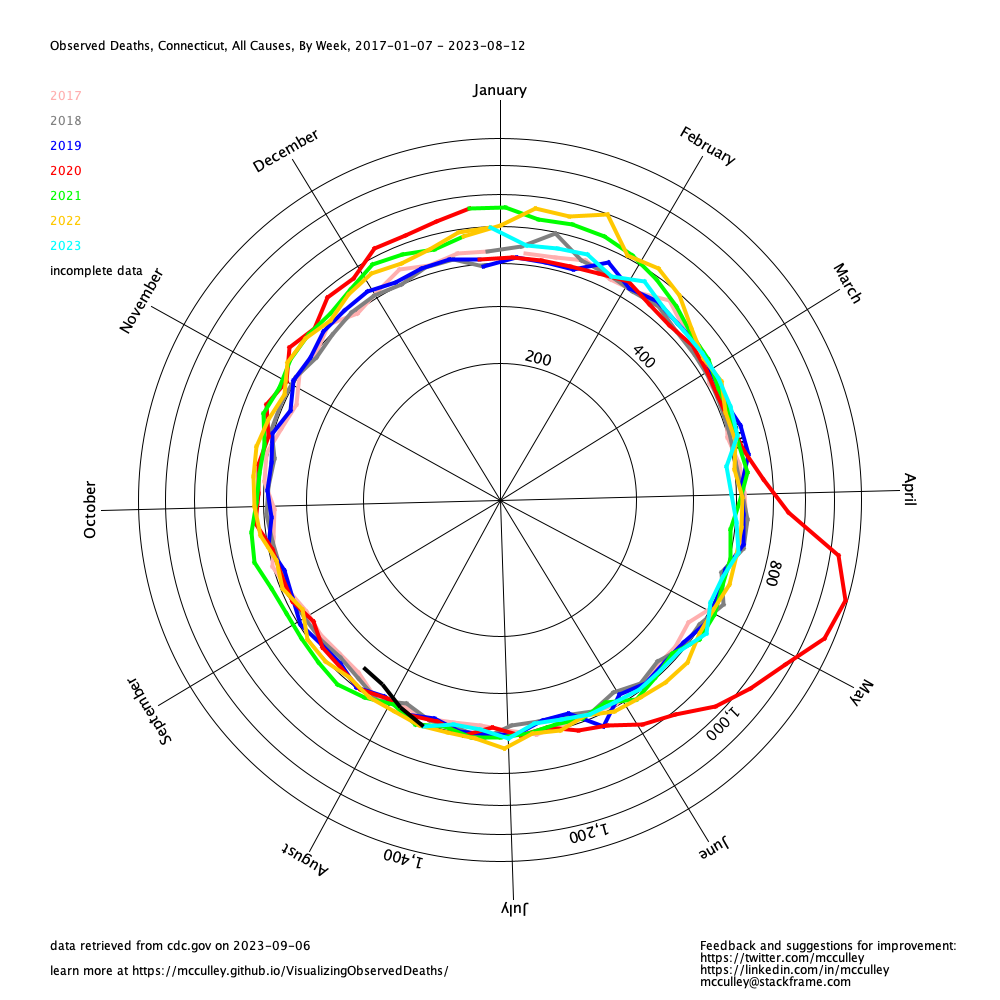 Observed Deaths, Connecticut, All Causes, By Week, 2017-01-07 - 2023-08-12
2017
2018
2019
2020
2021
2022
2023
incomplete data
January
February
March
April
May
June
July
August
September
October
November
December
200
400
800
1,000
1,200
1,400
data retrieved from cdc.gov on 2023-09-06
learn more at https://mcculley.github.io/VisualizingObservedDeaths/
Feedback and suggestions for improvement:
https://twitter.com/mcculley
https://linkedin.com/in/mcculley
mcculley@stackframe.com